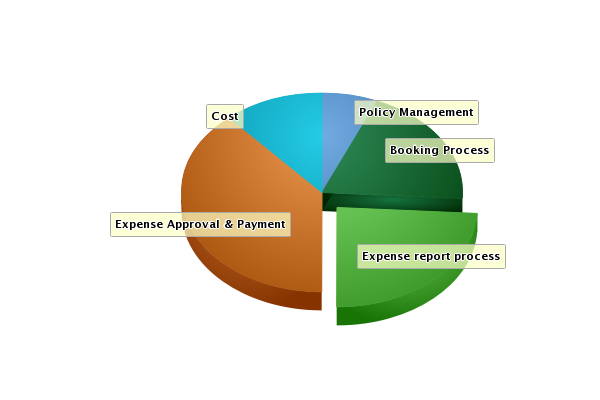 Cost
Policy Management
Booking Process
Expense Approval & Payment
Expense report process